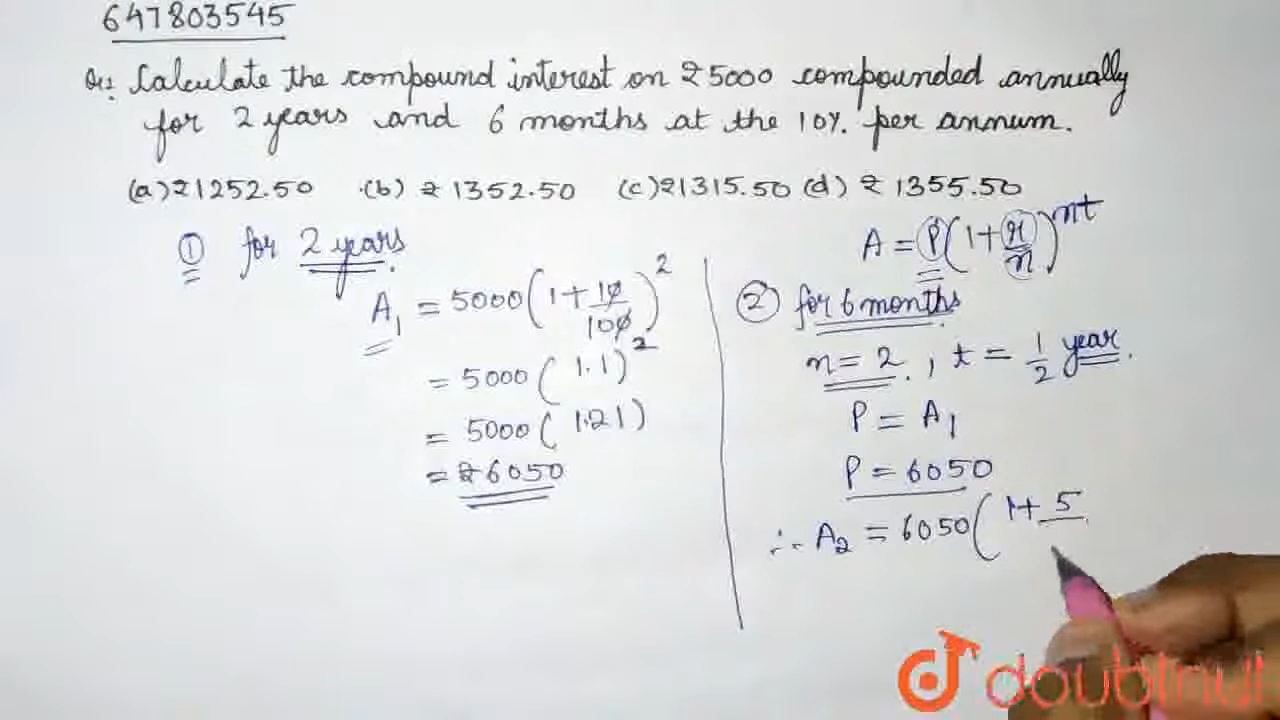 647803545
Q:- Calculate the compound interest on ₹5000 compounded annually
for 2 years and 6 months at the 10% per annum.
(a) ₹1252.50 (b) ₹1352.50 (c) ₹1315.50 (d) ₹1355.50
① for 2 years.
A₁ = 5000(1+10/100)²
= 5000(1.1)²
= 5000(1.21)
= ₹6050
A = P(1+r/n)^nt
② for 6 months
n = 2, t = 1/2 year.
P = A₁
P = 6050
∴ A₂ = 6050(1+5
doubtnut